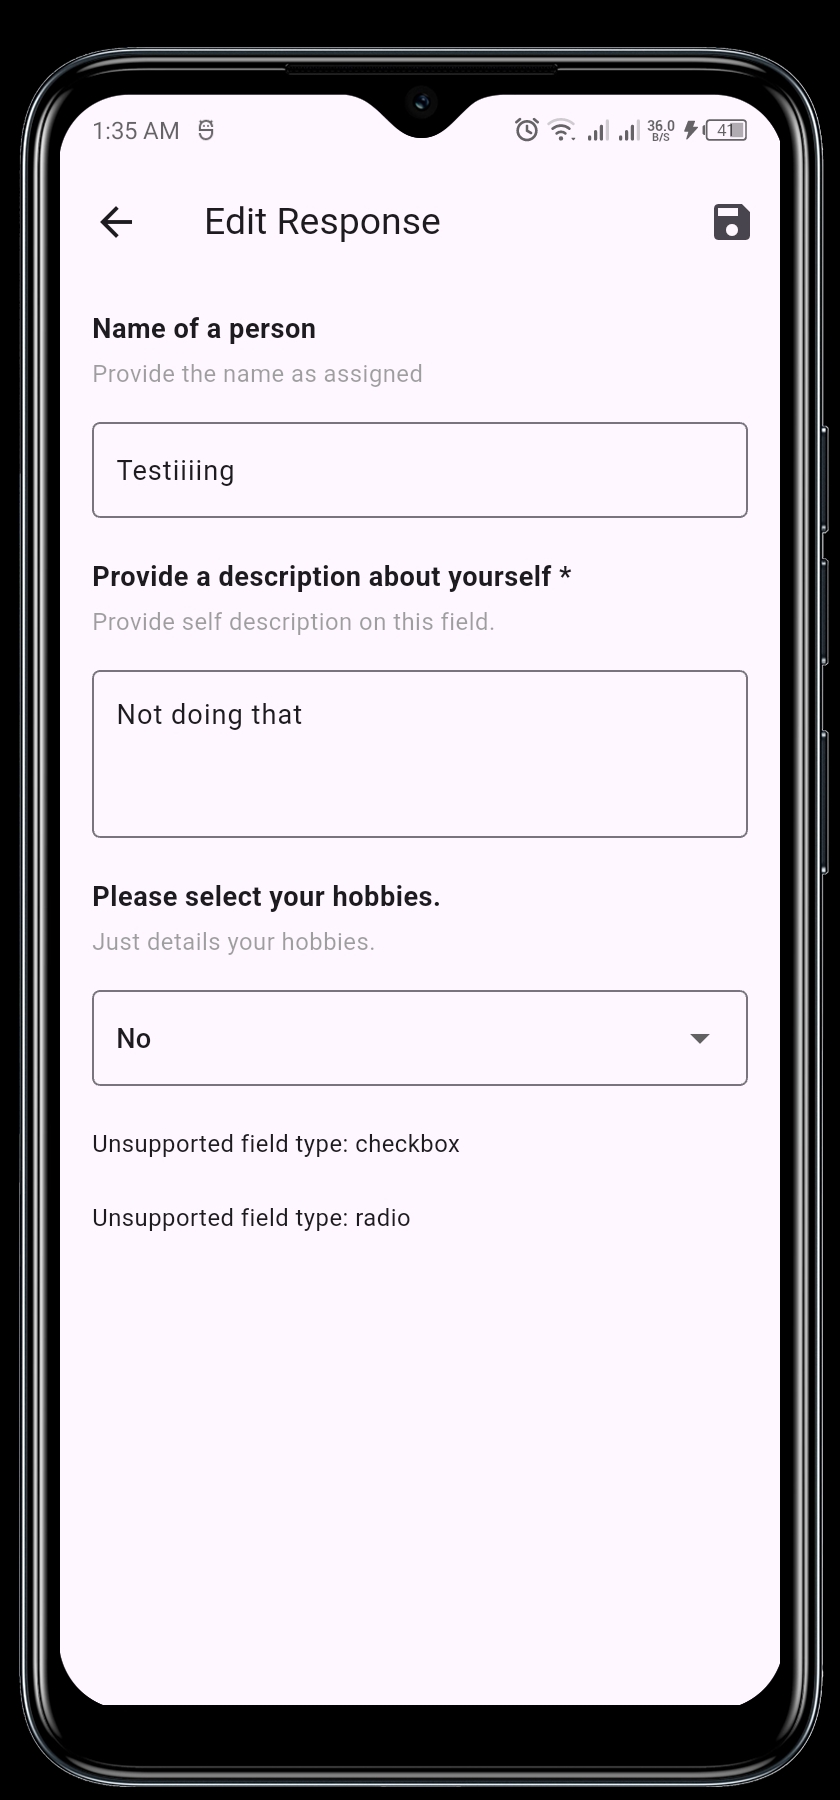 1:35 AM
36.0
B/S
41
Edit Response
Name of a person
Provide the name as assigned
Testiiiing
Provide a description about yourself *
Provide self description on this field.
Not doing that
Please select your hobbies.
Just details your hobbies.
No
Unsupported field type: checkbox
Unsupported field type: radio